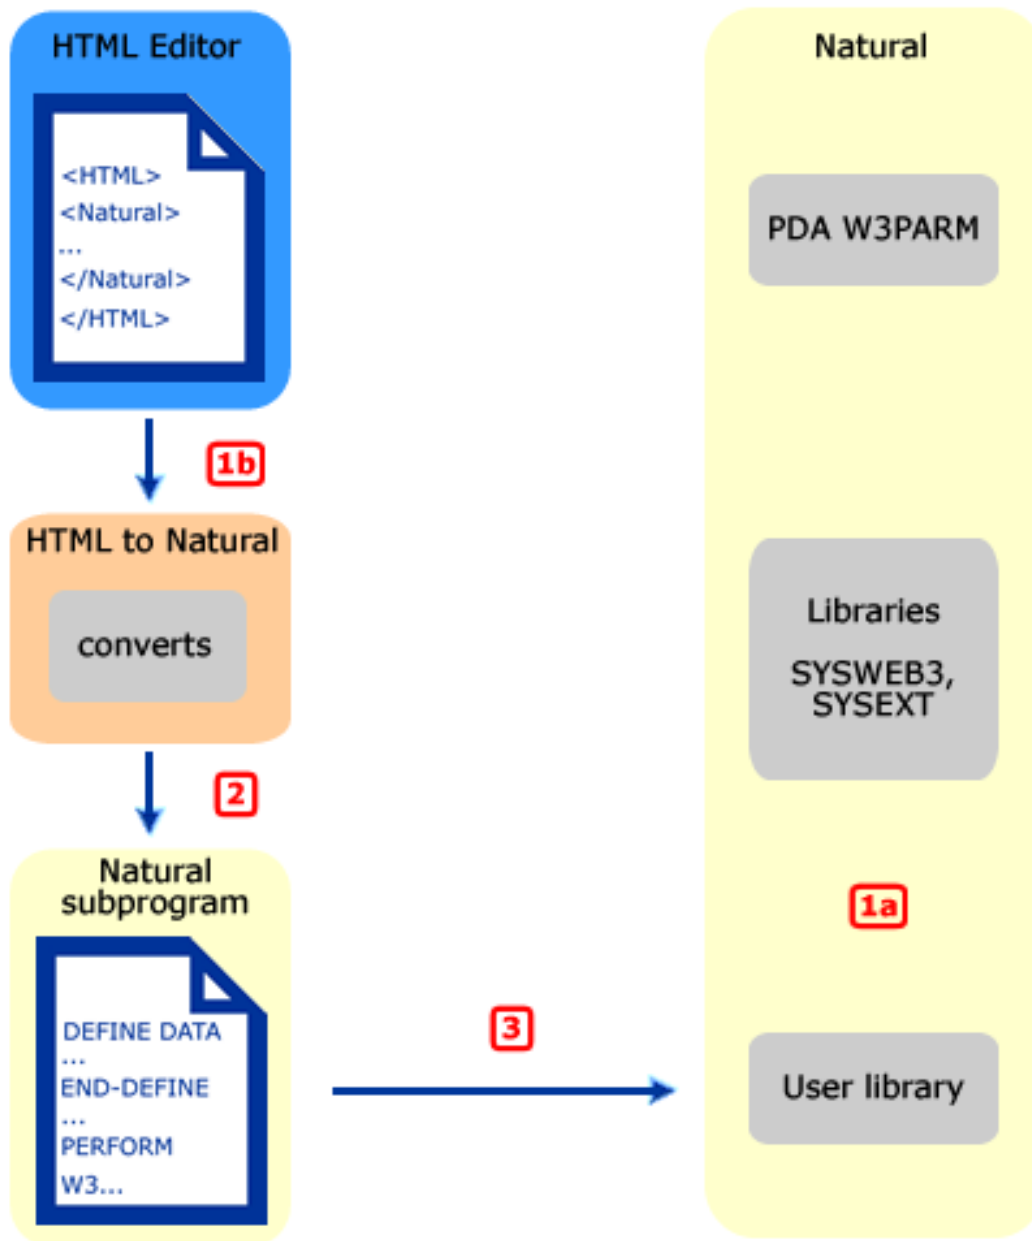 HTML Editor
<HTML>
<Natural>
...
</Natural>
</HTML>
1b
HTML to Natural
converts
2
Natural
subprogram
DEFINE DATA
...
END-DEFINE
...
PERFORM
W3...
3
Natural
PDA W3PARM
Libraries
SYSWEB3,
SYSEXT
1a
User library